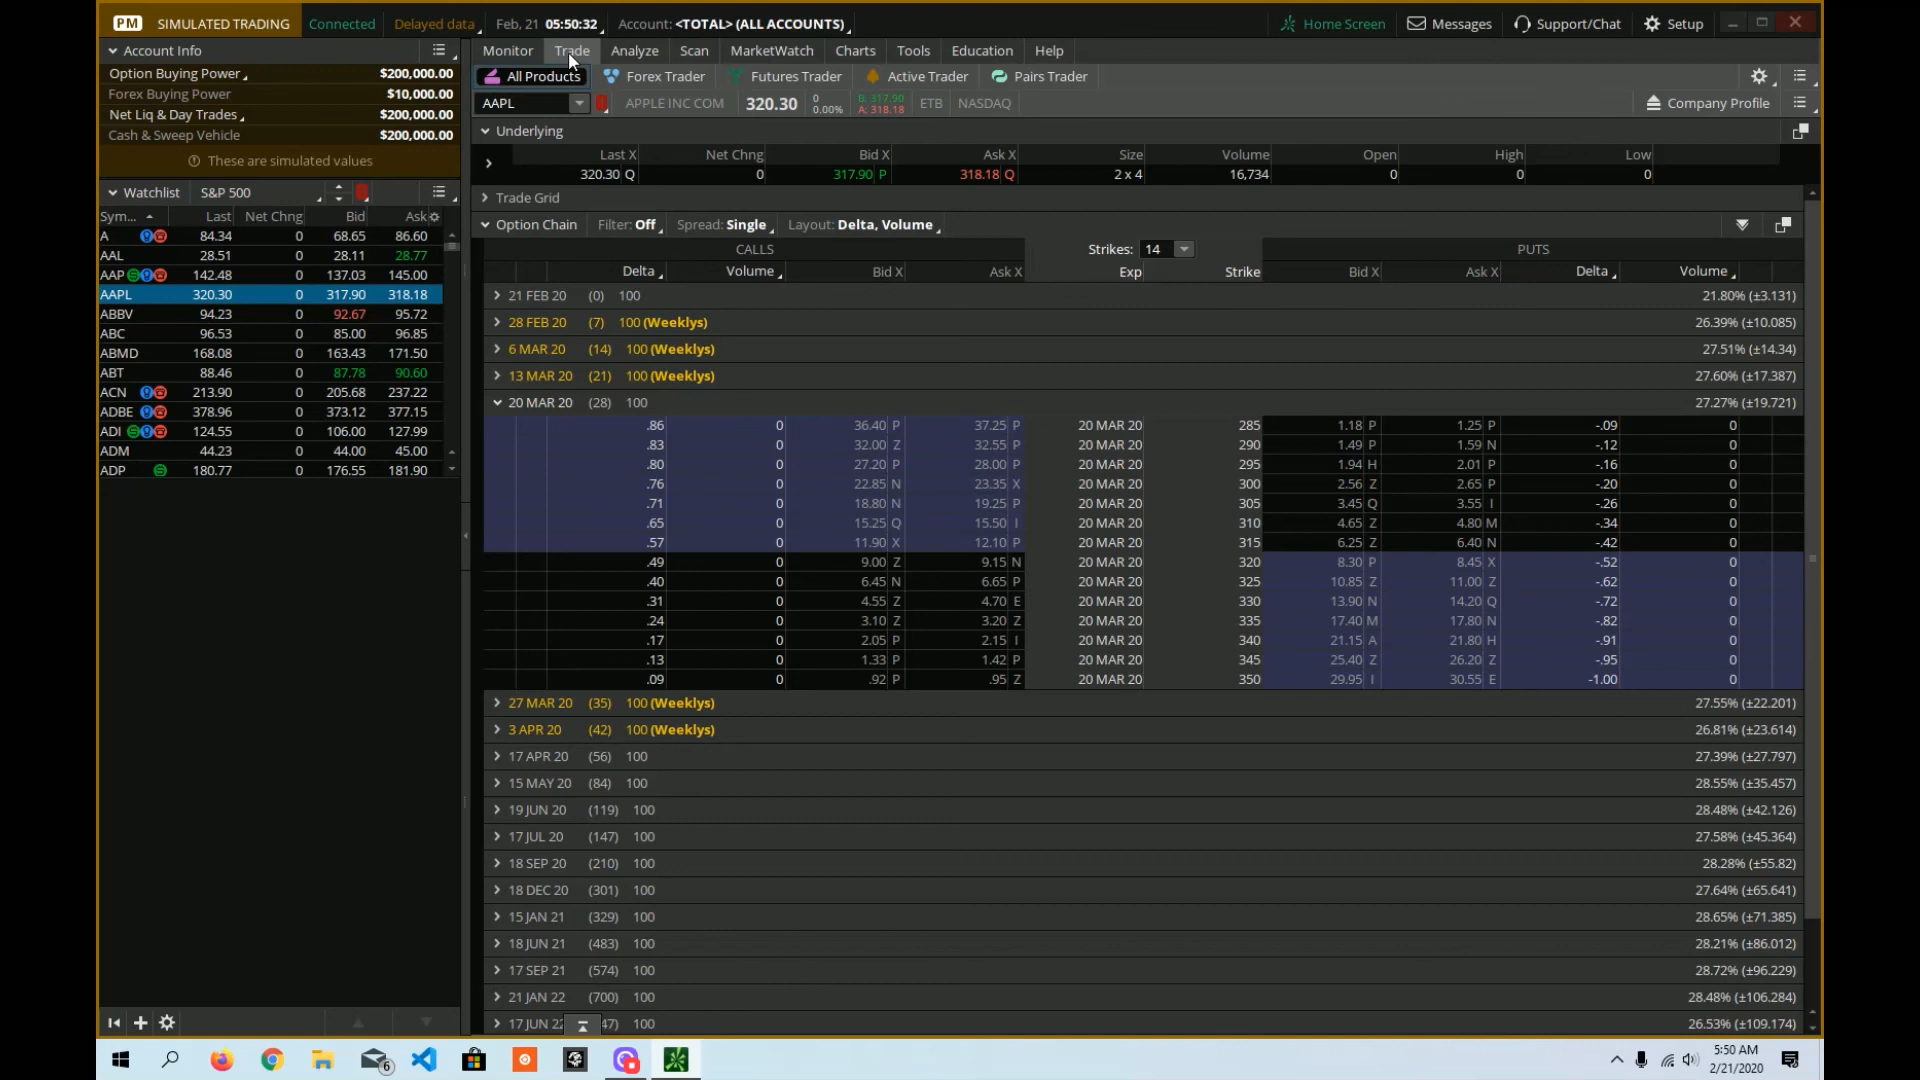 PM SIMULATED TRADING Connected Delayed data Feb, 21 05:50:32 Account: <TOTAL> (ALL ACCOUNTS) Home Screen Messages Support/Chat Setup
Account Info
Option Buying Power $200,000.00
Forex Buying Power $10,000.00
Net Liq & Day Trades $200,000.00
Cash & Sweep Vehicle $200,000.00
These are simulated values
Watchlist S&P 500
Sym... Last Net Chng Bid Ask
A 84.34 0 68.65 86.60
AAL 28.51 0 28.11 28.77
AAP 142.48 0 137.03 145.00
AAPL 320.30 0 317.90 318.18
ABBV 94.23 0 92.67 95.72
ABC 96.53 0 85.00 96.85
ABMD 168.08 0 163.43 171.50
ABT 88.46 0 87.78 90.60
ACN 213.90 0 205.68 237.22
ADBE 378.96 0 373.12 377.15
ADI 124.55 0 106.00 127.99
ADM 44.23 0 44.00 45.00
ADP 180.77 0 176.55 181.90
Monitor Trade Analyze Scan MarketWatch Charts Tools Education Help
All Products Forex Trader Futures Trader Active Trader Pairs Trader
AAPL APPLE INC COM 320.30 0 0.00% B: 317.90 A: 318.18 ETB NASDAQ Company Profile
Underlying
Last X Net Chng Bid X Ask X Size Volume Open High Low
320.30 Q 0 317.90 P 318.18 Q 2 x 4 16,734 0 0 0
Trade Grid
Option Chain Filter: Off Spread: Single Layout: Delta, Volume
CALLS Strikes: 14 PUTS
Delta Volume Bid X Ask X Exp Strike Bid X Ask X Delta Volume
21 FEB 20 (0) 100 21.80% (±3.131)
28 FEB 20 (7) 100 (Weeklys) 26.39% (±10.085)
6 MAR 20 (14) 100 (Weeklys) 27.51% (±14.34)
13 MAR 20 (21) 100 (Weeklys) 27.60% (±17.387)
20 MAR 20 (28) 100 27.27% (±19.721)
.86 0 36.40 P 37.25 P 20 MAR 20 285 1.18 P 1.25 P -.09 0
.83 0 32.00 Z 32.55 P 20 MAR 20 290 1.49 P 1.59 N -.12 0
.80 0 27.20 P 28.00 P 20 MAR 20 295 1.94 H 2.01 P -.16 0
.76 0 22.85 N 23.35 X 20 MAR 20 300 2.56 Z 2.65 P -.20 0
.71 0 18.80 N 19.25 P 20 MAR 20 305 3.45 Q 3.55 I -.26 0
.65 0 15.25 Q 15.50 I 20 MAR 20 310 4.65 Z 4.80 M -.34 0
.57 0 11.90 X 12.10 P 20 MAR 20 315 6.25 Z 6.40 N -.42 0
.49 0 9.00 Z 9.15 N 20 MAR 20 320 8.30 P 8.45 X -.52 0
.40 0 6.45 N 6.65 P 20 MAR 20 325 10.85 Z 11.00 Z -.62 0
.31 0 4.55 Z 4.70 E 20 MAR 20 330 13.90 N 14.20 Q -.72 0
.24 0 3.10 Z 3.20 Z 20 MAR 20 335 17.40 M 17.80 N -.82 0
.17 0 2.05 P 2.15 I 20 MAR 20 340 21.15 A 21.80 H -.91 0
.13 0 1.33 P 1.42 P 20 MAR 20 345 25.40 Z 26.20 Z -.95 0
.09 0 .92 P .95 Z 20 MAR 20 350 29.95 I 30.55 E -1.00 0
27 MAR 20 (35) 100 (Weeklys) 27.55% (±22.201)
3 APR 20 (42) 100 (Weeklys) 26.81% (±23.614)
17 APR 20 (56) 100 27.39% (±27.797)
15 MAY 20 (84) 100 28.55% (±35.457)
19 JUN 20 (119) 100 28.48% (±42.126)
17 JUL 20 (147) 100 27.58% (±45.364)
18 SEP 20 (210) 100 28.28% (±55.82)
18 DEC 20 (301) 100 27.64% (±65.641)
15 JAN 21 (329) 100 28.65% (±71.385)
18 JUN 21 (483) 100 28.21% (±86.012)
17 SEP 21 (574) 100 28.72% (±96.229)
21 JAN 22 (700) 100 28.48% (±106.284)
17 JUN 22 47) 100 26.53% (±109.174)
6
5:50 AM
2/21/2020